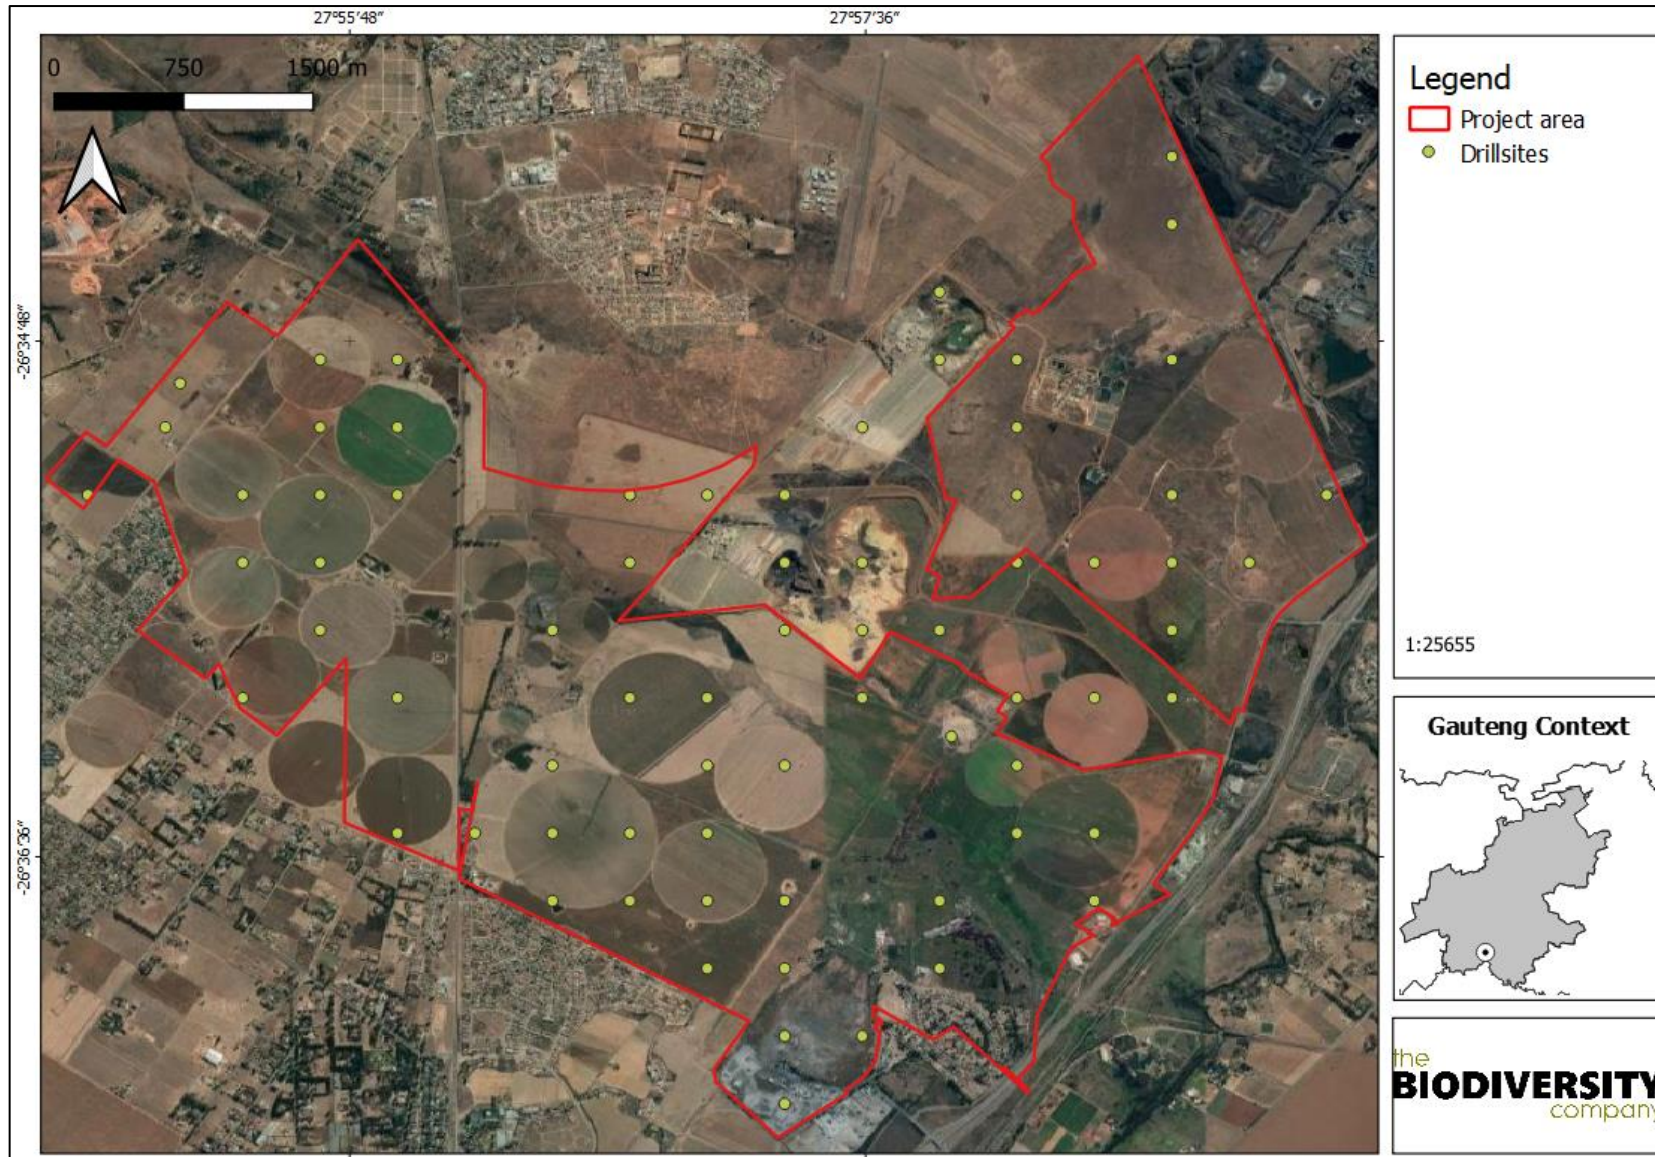 27°55'48"
27°57'36"
0 750 1500 m
-26°34'48"
-26°36'36"
Legend
Project area
Drillsites
1:25655
Gauteng Context
the
BIODIVERSITY
company